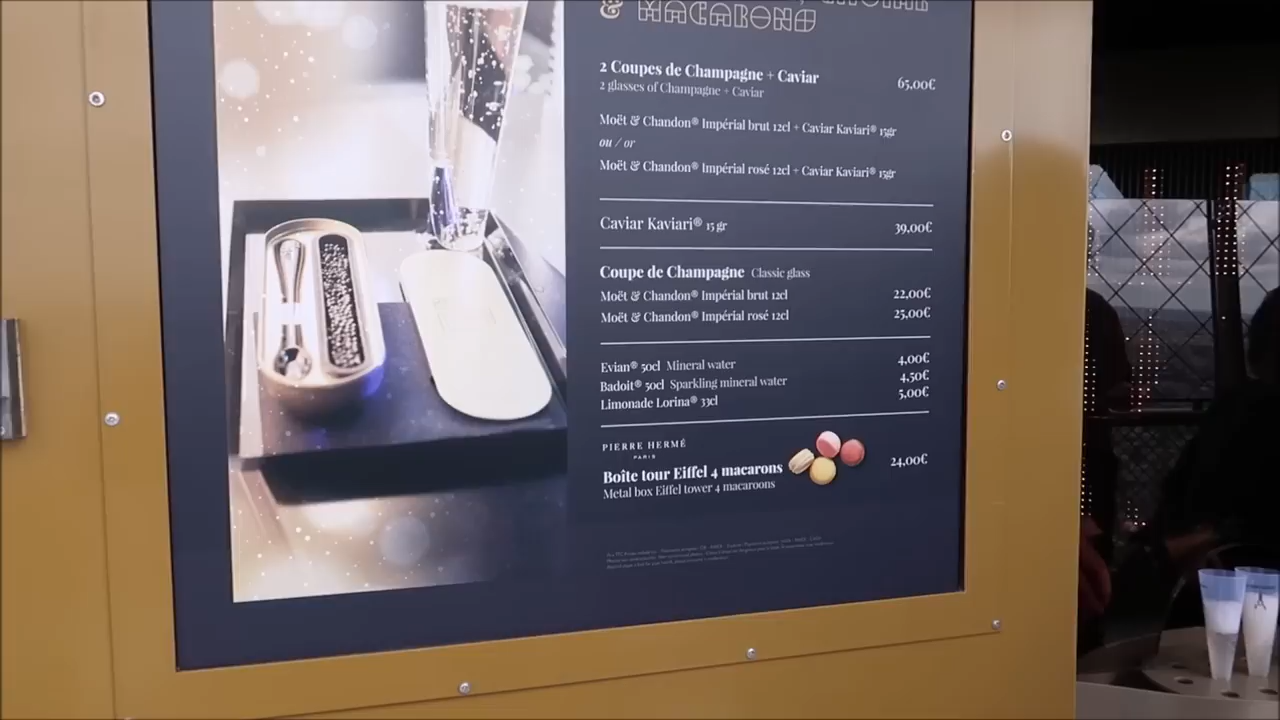 & MACARONS
2 Coupes de Champagne + Caviar 65,00€
2 glasses of Champagne + Caviar
Moët & Chandon® Impérial brut 12cl + Caviar Kaviari® 15gr
ou / or
Moët & Chandon® Impérial rosé 12cl + Caviar Kaviari® 15gr
Caviar Kaviari® 15 gr 39,00€
Coupe de Champagne Classic glass
Moët & Chandon® Impérial brut 12cl 22,00€
Moët & Chandon® Impérial rosé 12cl 25,00€
Evian® 50cl Mineral water 4,00€
Badoit® 50cl Sparkling mineral water 4,50€
Limonade Lorina® 33cl 5,00€
PIERRE HERMÉ
PARIS
Boîte tour Eiffel 4 macarons 24,00€
Metal box Eiffel tower 4 macaroons